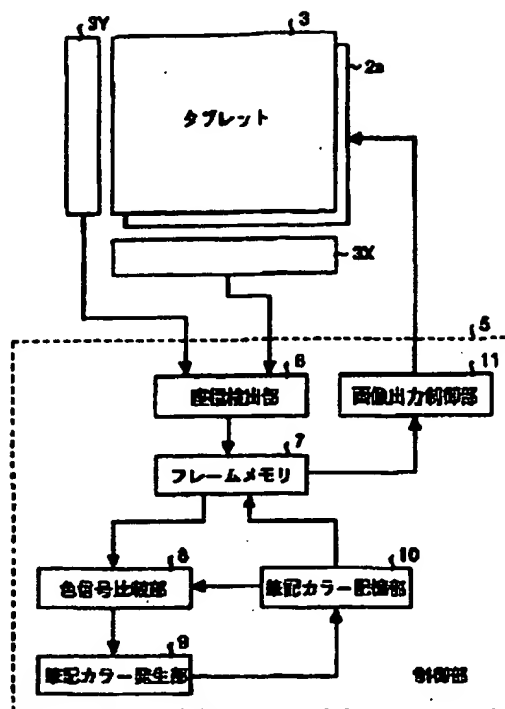 3Y
3
2a
タブレット
3X
5
6
11
座標検出部
画像出力制御部
7
フレームメモリ
8
10
色信号比較部
筆記カラー記憶部
9
筆記カラー発生部
制御部